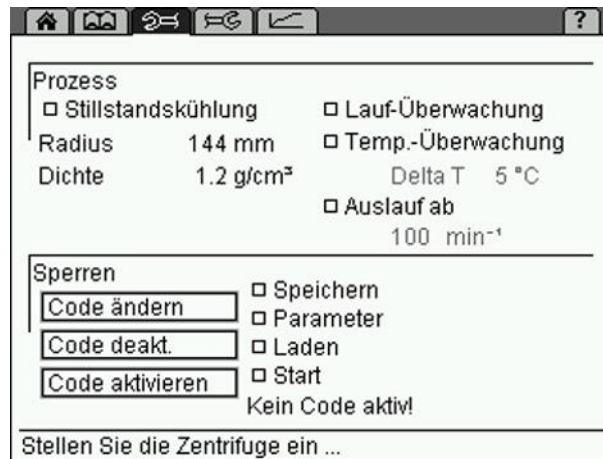 ?
Prozess
Stillstandskühlung
Lauf-Überwachung
Radius 144 mm
Temp.-Überwachung
Dichte 1.2 g/cm³
Delta T 5 °C
Auslauf ab
100 min⁻¹
Sperren
Code ändern
Code deakt.
Code aktivieren
Speichern
Parameter
Laden
Start
Kein Code aktiv!
Stellen Sie die Zentrifuge ein ...